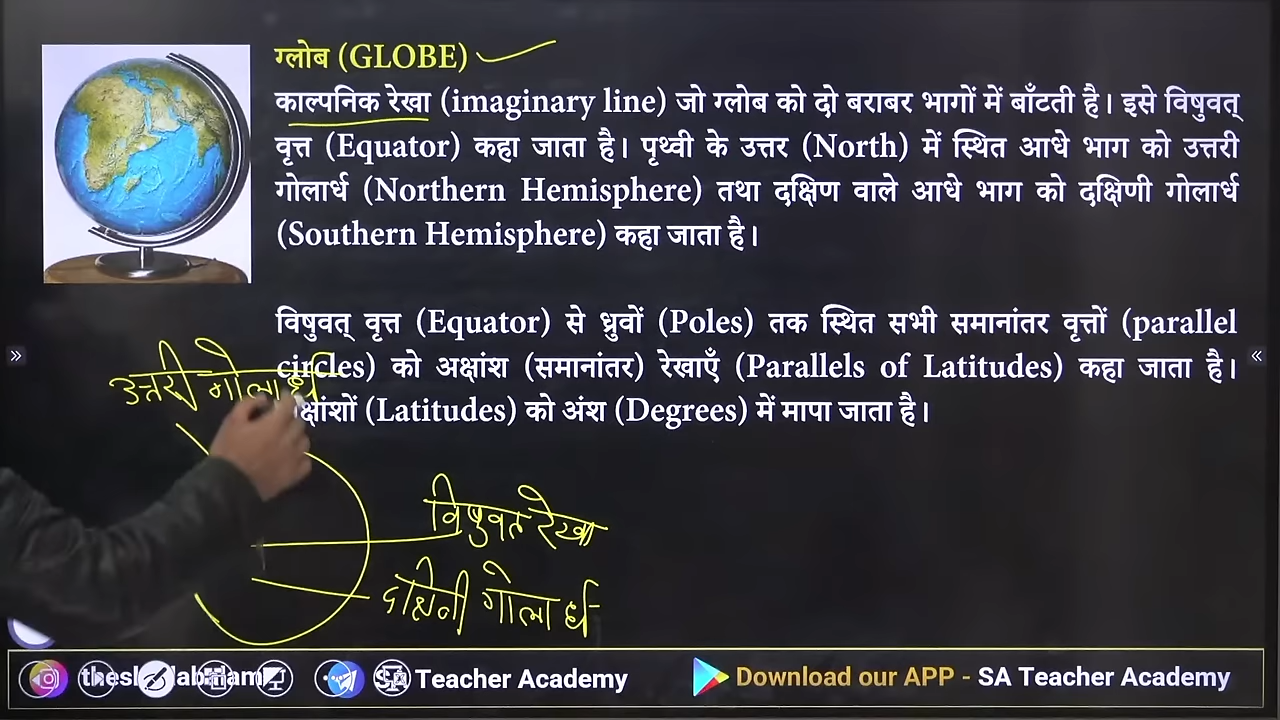 ग्लोब (GLOBE)
काल्पनिक रेखा (imaginary line) जो ग्लोब को दो बराबर भागों में बाँटती है। इसे विषुवत्
वृत्त (Equator) कहा जाता है। पृथ्वी के उत्तर (North) में स्थित आधे भाग को उत्तरी
गोलार्ध (Northern Hemisphere) तथा दक्षिण वाले आधे भाग को दक्षिणी गोलार्ध
(Southern Hemisphere) कहा जाता है।
विषुवत् वृत्त (Equator) से ध्रुवों (Poles) तक स्थित सभी समानांतर वृत्तों (parallel
circles) को अक्षांश (समानांतर) रेखाएँ (Parallels of Latitudes) कहा जाता है।
(Latitudes) को अंश (Degrees) में मापा जाता है।
उत्तरी गोलार्ध
विषुवत रेखा
दक्षिनी गोलार्ध
Teacher Academy
Download our APP - SA Teacher Academy